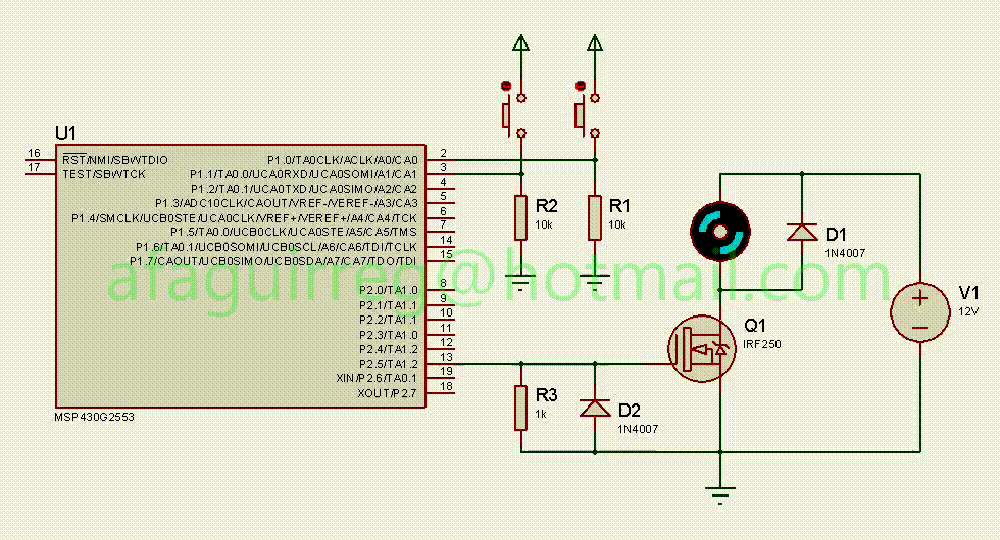 U1
16
RST/NMI/SBWTDIO
17
TEST/SBWTCK
P1.0/TA0CLK/ACLK/A0/CA0
2
P1.1/TA0.0/UCA0RXD/UCA0SOMI/A1/CA1
3
P1.2/TA0.1/UCA0TXD/UCA0SIMO/A2/CA2
4
P1.3/ADC10CLK/CAOUT/VREF-/VEREF-/A3/CA3
5
P1.4/SMCLK/UCB0STE/UCA0CLK/VREF+/VEREF+/A4/CA4/TCK
6
P1.5/TA0.0/UCB0CLK/UCA0STE/A5/CA5/TMS
7
P1.6/TA0.1/UCB0SOMI/UCB0SCL/A6/CA6/TDI/TCLK
14
P1.7/CAOUT/UCB0SIMO/UCB0SDA/A7/CA7/TDO/TDI
15
P2.0/TA1.0
8
P2.1/TA1.1
9
P2.2/TA1.1
10
P2.3/TA1.0
11
P2.4/TA1.2
12
P2.5/TA1.2
13
XIN/P2.6/TA0.1
19
XOUT/P2.7
18
MSP430G2553
R2
10k
R1
10k
D1
1N4007
V1
12V
Q1
IRF250
R3
1k
D2
1N4007
afaguirreg@hotmail.com